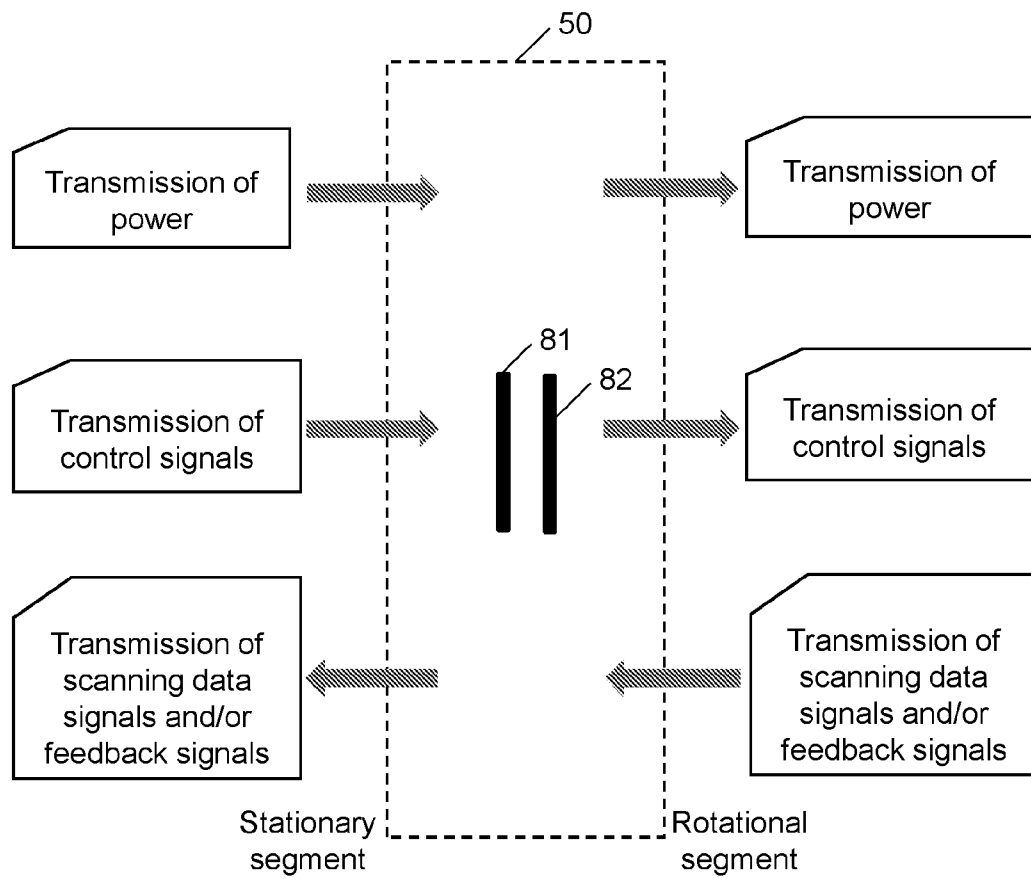 50
Transmission of
power
Transmission of
power
81
82
Transmission of
control signals
Transmission of
control signals
Transmission of
scanning data
signals and/or
feedback signals
Transmission of
scanning data
signals and/or
feedback signals
Stationary
segment
Rotational
segment